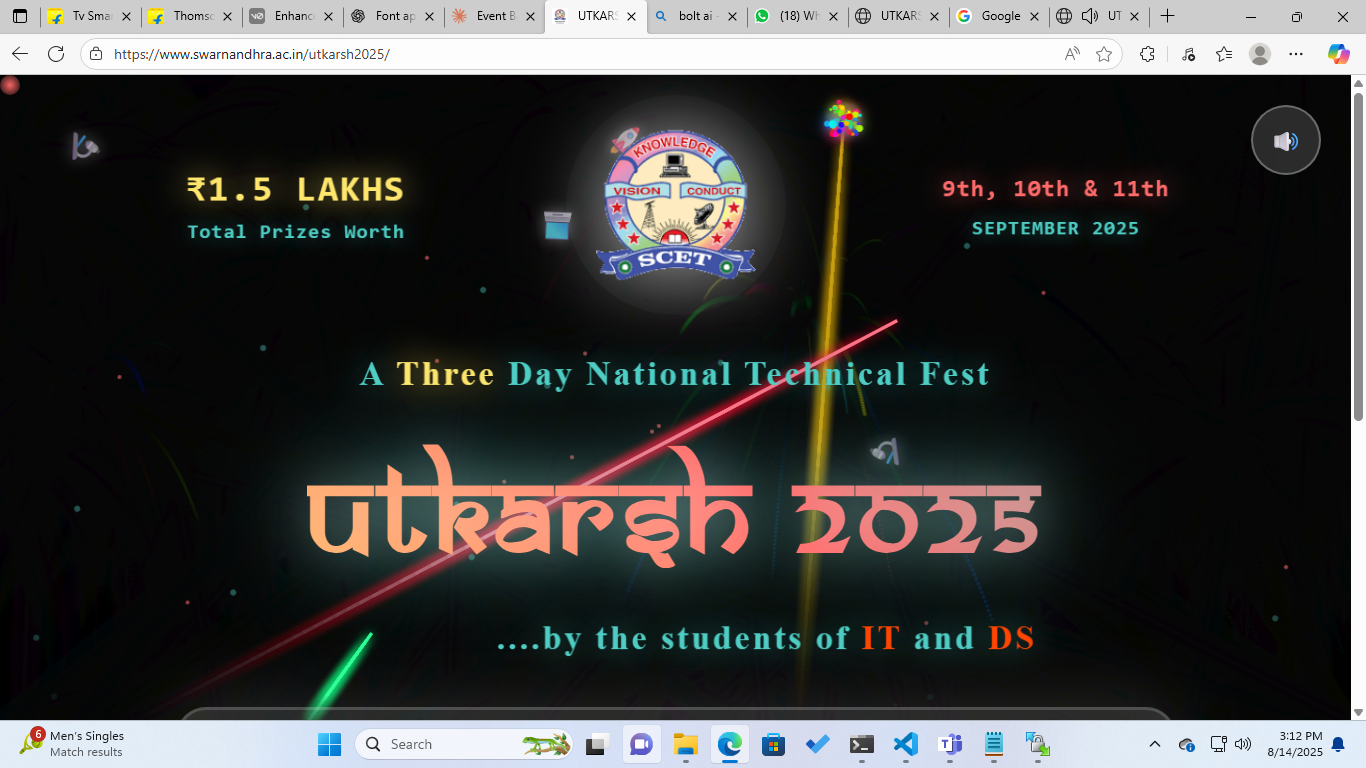 Tv Smar
Thomso
Enhanc
Font ap
Event B
UTKARS
bolt ai -
(18) Wh
UTKARS
Google
UT
https://www.swarnandhra.ac.in/utkarsh2025/
₹1.5 LAKHS
Total Prizes Worth
KNOWLEDGE
VISION
CONDUCT
SCET
9th, 10th & 11th
SEPTEMBER 2025
A Three Day National Technical Fest
UTKARSH 2025
....by the students of IT and DS
6
Men's Singles
Match results
Search
3:12 PM
8/14/2025